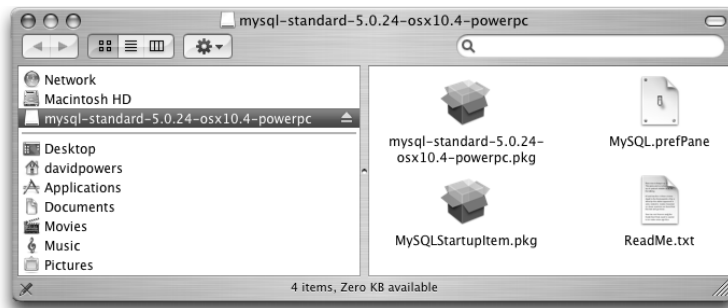 mysql-standard-5.0.24-osx10.4-powerpc
Network
Macintosh HD
mysql-standard-5.0.24-osx10.4-powerpc
Desktop
davidpowers
Applications
Documents
Movies
Music
Pictures
mysql-standard-5.0.24-
osx10.4-powerpc.pkg
MySQL.prefPane
MySQLStartupItem.pkg
ReadMe.txt
4 items, Zero KB available